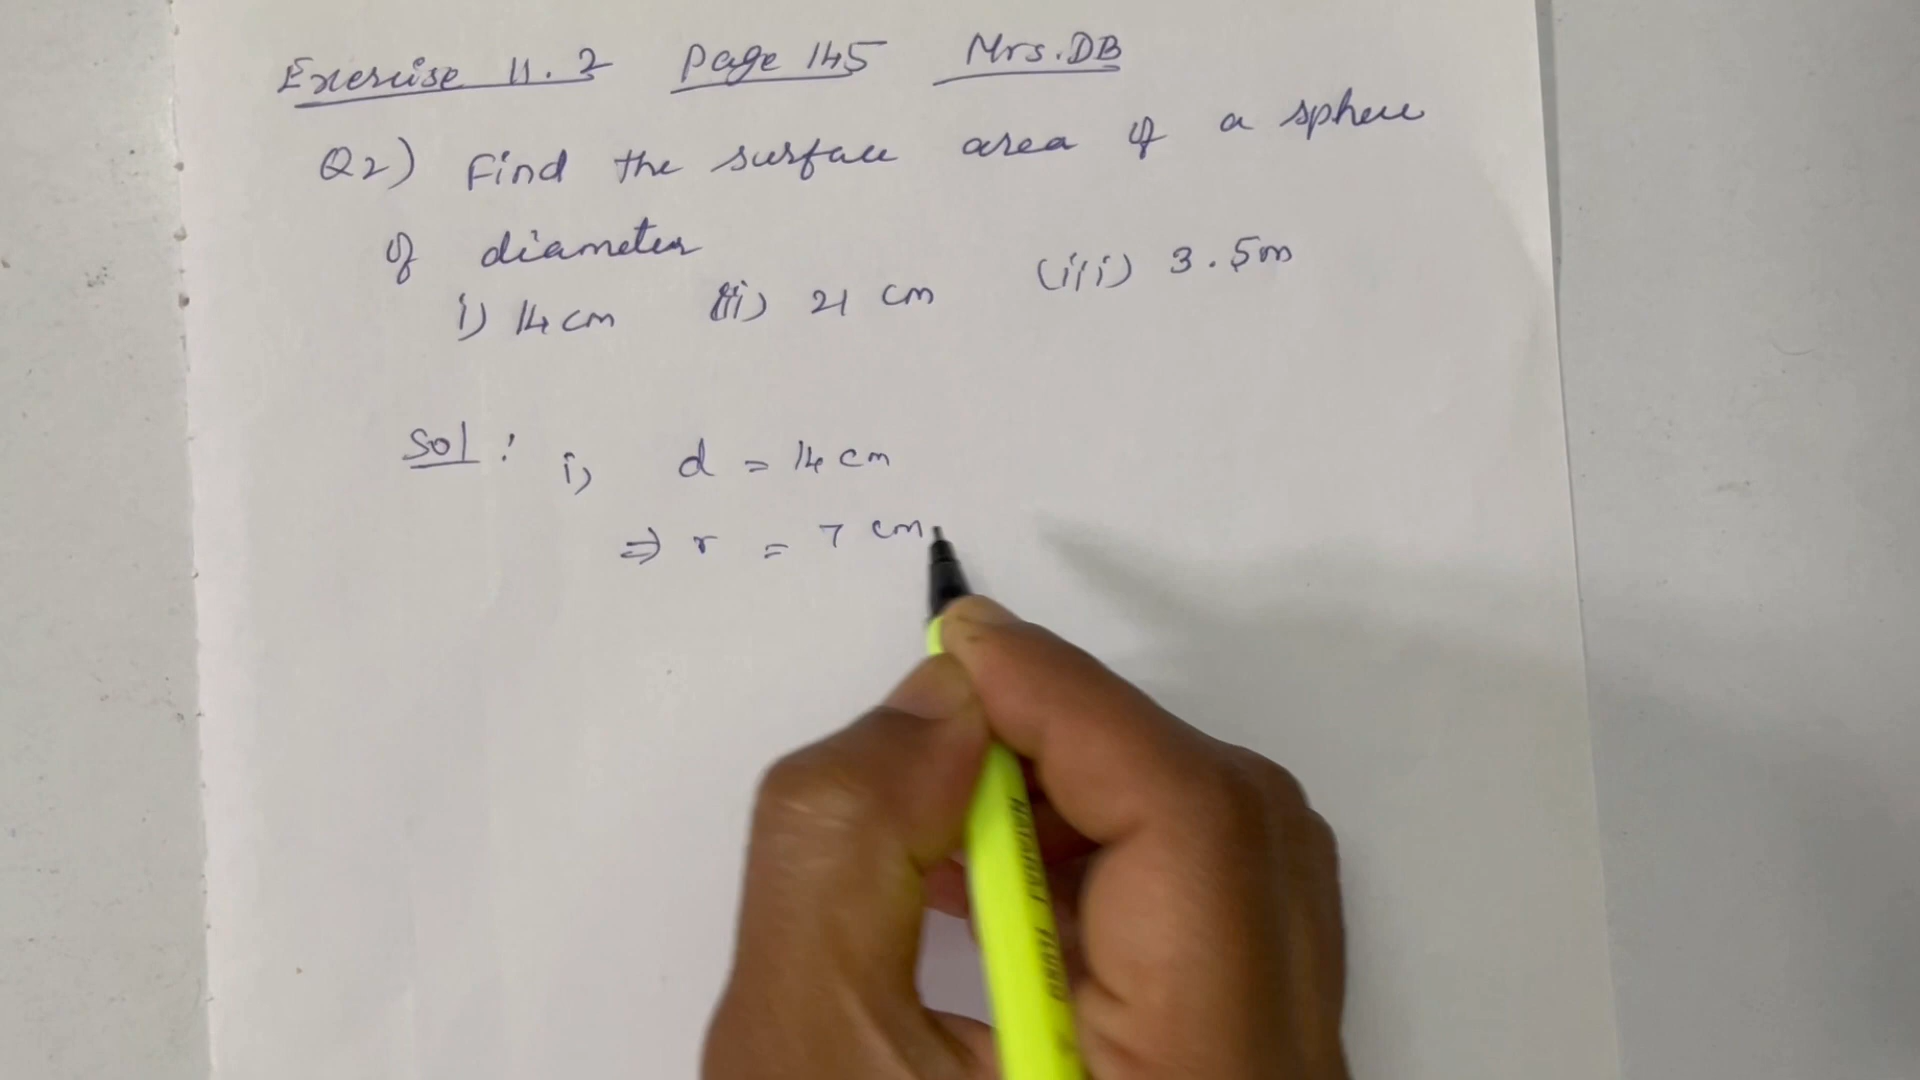 Exercise 11.2 Page 145 Mrs.DB
Q2) Find the surface area of a sphere
of diameter
i) 14 cm (ii) 21 cm (iii) 3.5m
Sol : i) d = 14 cm
⇒ r = 7 cm